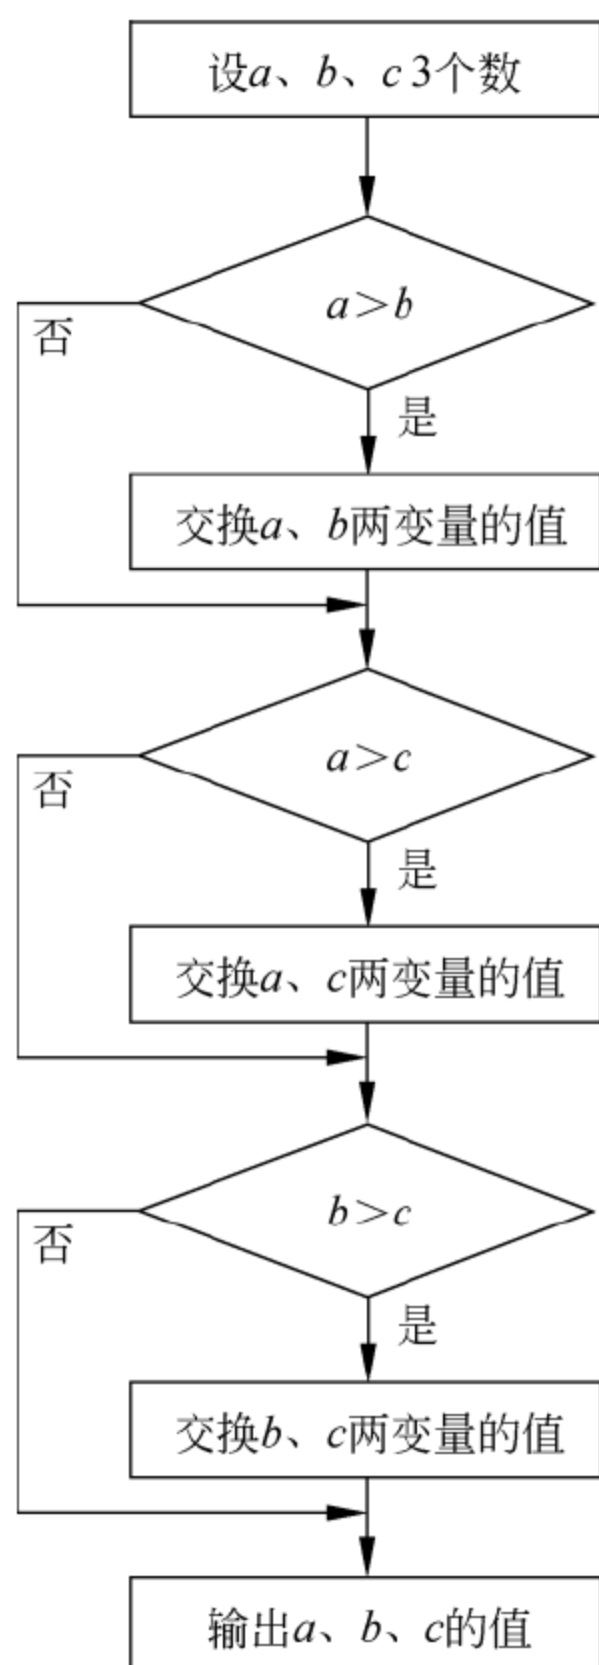 设a、b、c 3个数
a>b
否
是
交换a、b两变量的值
a>c
否
是
交换a、c两变量的值
b>c
否
是
交换b、c两变量的值
输出a、b、c的值